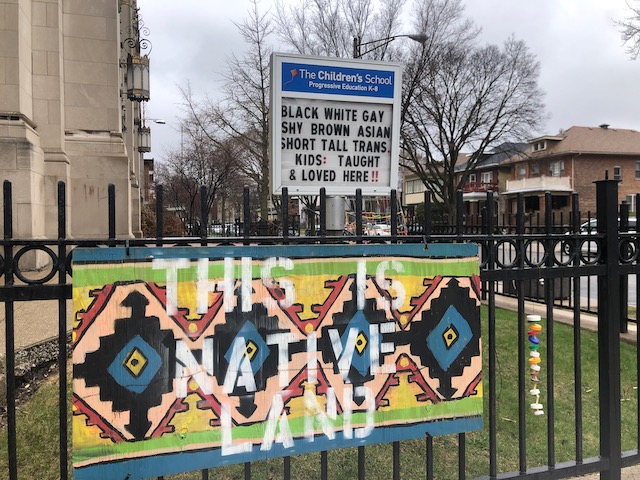 The Children's School
Progressive Education K-8
BLACK WHITE GAY
SHY BROWN ASIAN
SHORT TALL TRANS.
KIDS: TAUGHT
& LOVED HERE!!
THIS IS
NATIVE
LAND